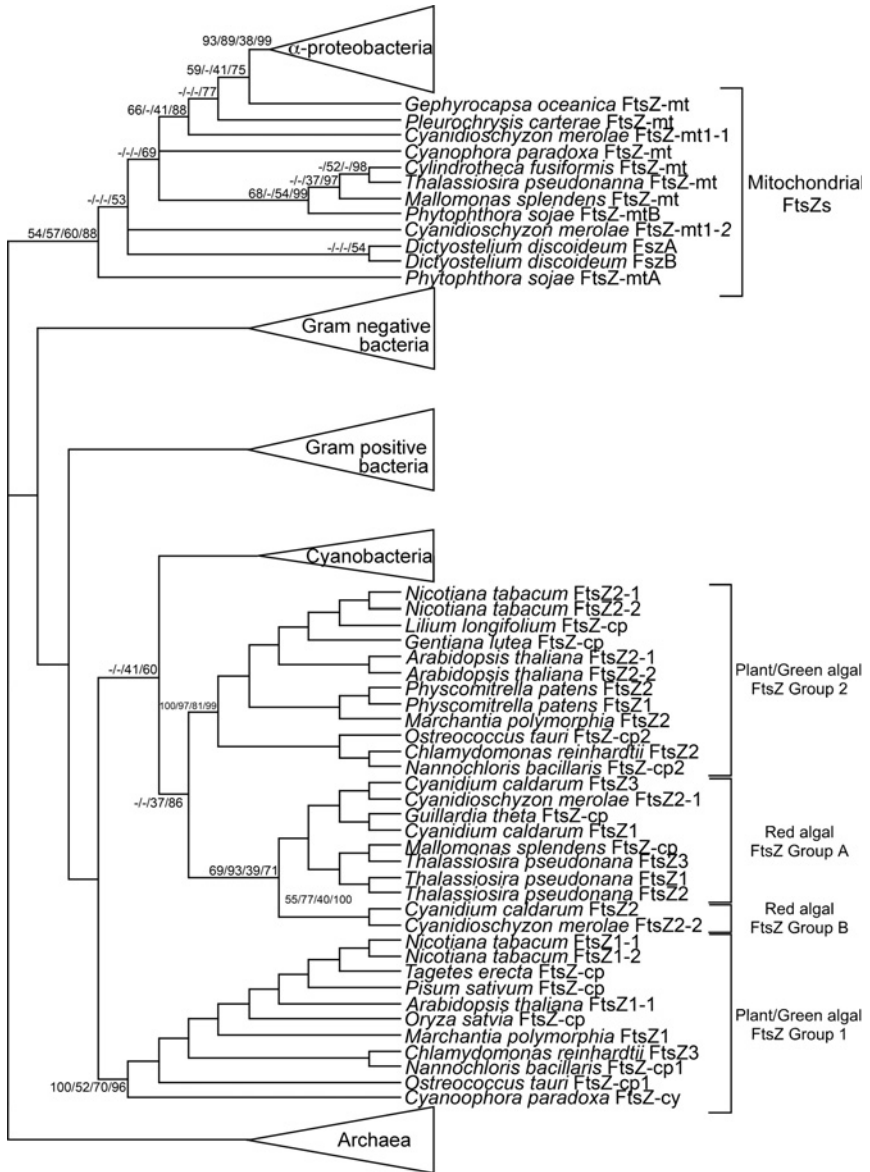 93/89/38/99
α-proteobacteria
59/-/41/75
-/-/-/77
66/-/41/88
Gephyrocapsa oceanica FtsZ-mt
Pleurochrysis carterae FtsZ-mt
Cyanidioschyzon merolae FtsZ-mt1-1
-/-/-/69
Cyanophora paradoxa FtsZ-mt
-/52/-/98
Cylindrotheca fusiformis FtsZ-mt
-/-/37/97
Thalassiosira pseudonanna FtsZ-mt
68/-/54/99
Mallomonas splendens FtsZ-mt
-/-/-/53
Phytophthora sojae FtsZ-mtB
54/57/60/88
Cyanidioschyzon merolae FtsZ-mt1-2
-/-/-/54
Dictyostelium discoideum FszA
Dictyostelium discoideum FszB
Phytophthora sojae FtsZ-mtA
Mitochondrial
FtsZs
Gram negative
bacteria
Gram positive
bacteria
Cyanobacteria
Nicotiana tabacum FtsZ2-1
Nicotiana tabacum FtsZ2-2
Lilium longifolium FtsZ-cp
Gentiana lutea FtsZ-cp
-/-/41/60
Arabidopsis thaliana FtsZ2-1
Arabidopsis thaliana FtsZ2-2
Physcomitrella patens FtsZ2
100/97/81/99
Physcomitrella patens FtsZ1
Marchantia polymorphia FtsZ2
Ostreococcus tauri FtsZ-cp2
Chlamydomonas reinhardtii FtsZ2
Nannochloris bacillaris FtsZ-cp2
Plant/Green algal
FtsZ Group 2
-/-/37/86
Cyanidium caldarum FtsZ3
Cyanidioschyzon merolae FtsZ2-1
Guillardia theta FtsZ-cp
Cyanidium caldarum FtsZ1
Mallomonas splendens FtsZ-cp
Thalassiosira pseudonana FtsZ3
69/93/39/71
Thalassiosira pseudonana FtsZ1
Thalassiosira pseudonana FtsZ2
Red algal
FtsZ Group A
55/77/40/100
Cyanidium caldarum FtsZ2
Cyanidioschyzon merolae FtsZ2-2
Red algal
FtsZ Group B
Nicotiana tabacum FtsZ1-1
Nicotiana tabacum FtsZ1-2
Tagetes erecta FtsZ-cp
Pisum sativum FtsZ-cp
Arabidopsis thaliana FtsZ1-1
Oryza satvia FtsZ-cp
Marchantia polymorphia FtsZ1
Chlamydomonas reinhardtii FtsZ3
Nannochloris bacillaris FtsZ-cp1
100/52/70/96
Ostreococcus tauri FtsZ-cp1
Cyanoophora paradoxa FtsZ-cy
Plant/Green algal
FtsZ Group 1
Archaea